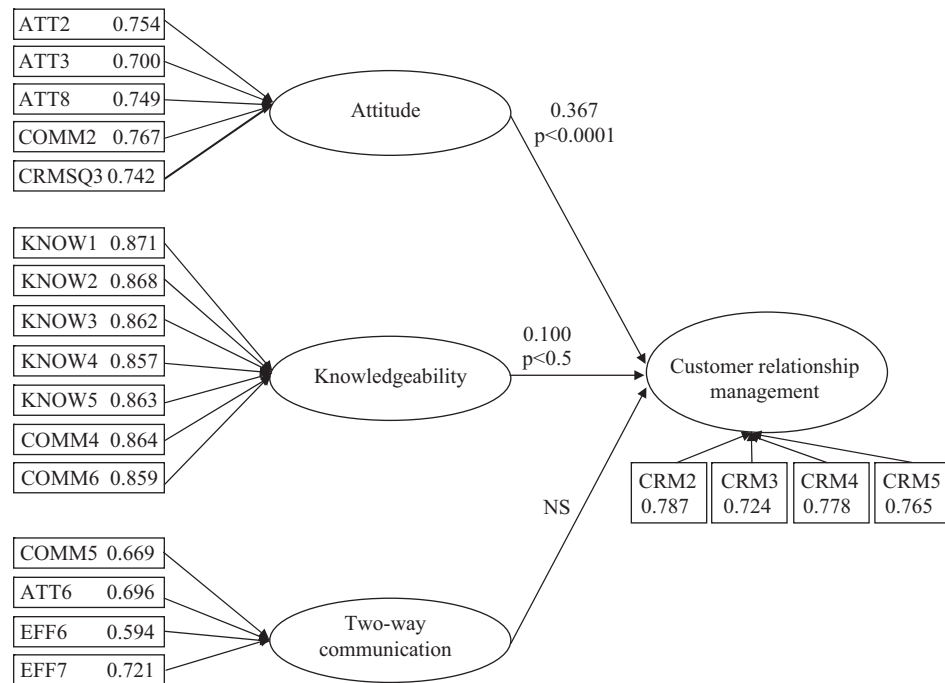 ATT2 0.754
ATT3 0.700
ATT8 0.749
COMM2 0.767
CRMSQ3 0.742
Attitude
0.367
p<0.0001
KNOW1 0.871
KNOW2 0.868
KNOW3 0.862
KNOW4 0.857
KNOW5 0.863
COMM4 0.864
COMM6 0.859
Knowledgeability
0.100
p<0.5
Customer relationship
management
CRM2
0.787
CRM3
0.724
CRM4
0.778
CRM5
0.765
NS
COMM5 0.669
ATT6 0.696
EFF6 0.594
EFF7 0.721
Two-way
communication